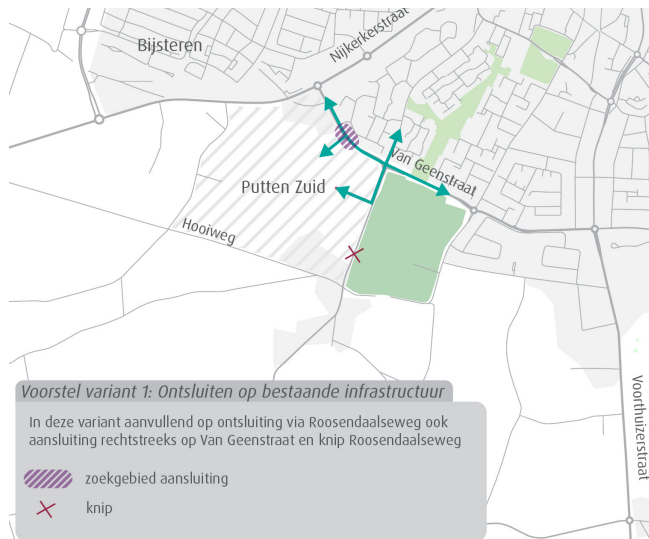 Bijsteren
Nijkerkerstraat
Van Geenstraat
Putten Zuid
Hooiweg
Voorthuizerstraat
Voorstel variant 1: Ontsluiten op bestaande infrastructuur
In deze variant aanvullend op ontsluiting via Roosendaalseweg ook
aansluiting rechtstreeks op Van Geenstraat en knip Roosendaalseweg
zoekgebied aansluiting
knip